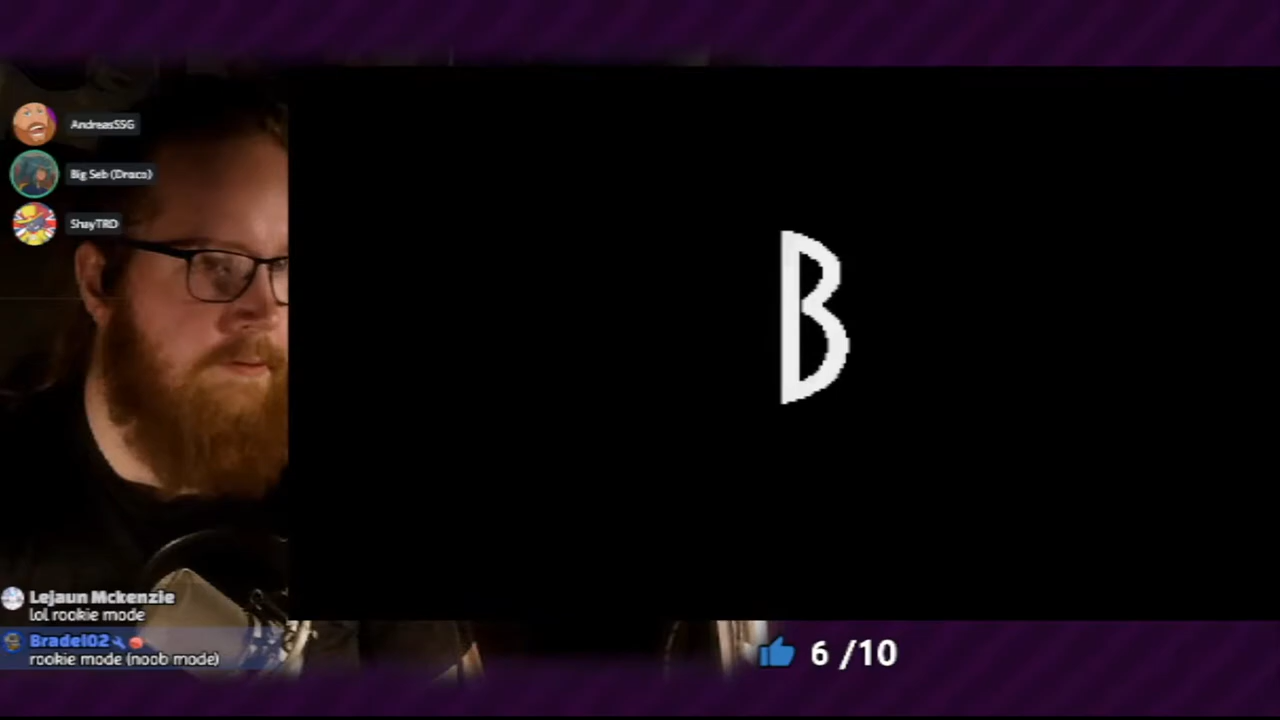 AndreasSSG
Big Seb (Draco)
ShayTRD
B
Lejaun Mckenzie
lol rookie mode
Bradel02
rookie mode (noob mode)
6 /10